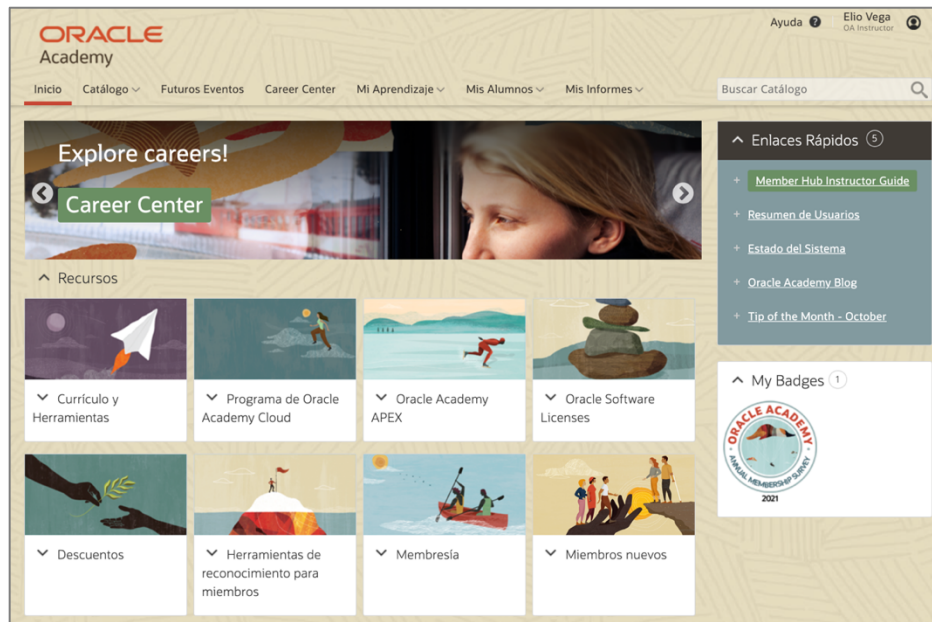 ORACLE
Academy
Ayuda ?
Elio Vega
OA Instructor
Inicio Catálogo Futuros Eventos Career Center Mi Aprendizaje Mis Alumnos Mis Informes
Buscar Catálogo
Explore careers!
Career Center
Enlaces Rápidos 5
+ Member Hub Instructor Guide
+ Resumen de Usuarios
+ Estado del Sistema
+ Oracle Academy Blog
+ Tip of the Month - October
Recursos
Currículo y
Herramientas
Programa de Oracle
Academy Cloud
Oracle Academy
APEX
Oracle Software
Licenses
My Badges 1
ORACLE ACADEMY
ANNUAL MEMBERSHIP SURVEY
2021
Descuentos
Herramientas de
reconocimiento para
miembros
Membresía
Miembros nuevos